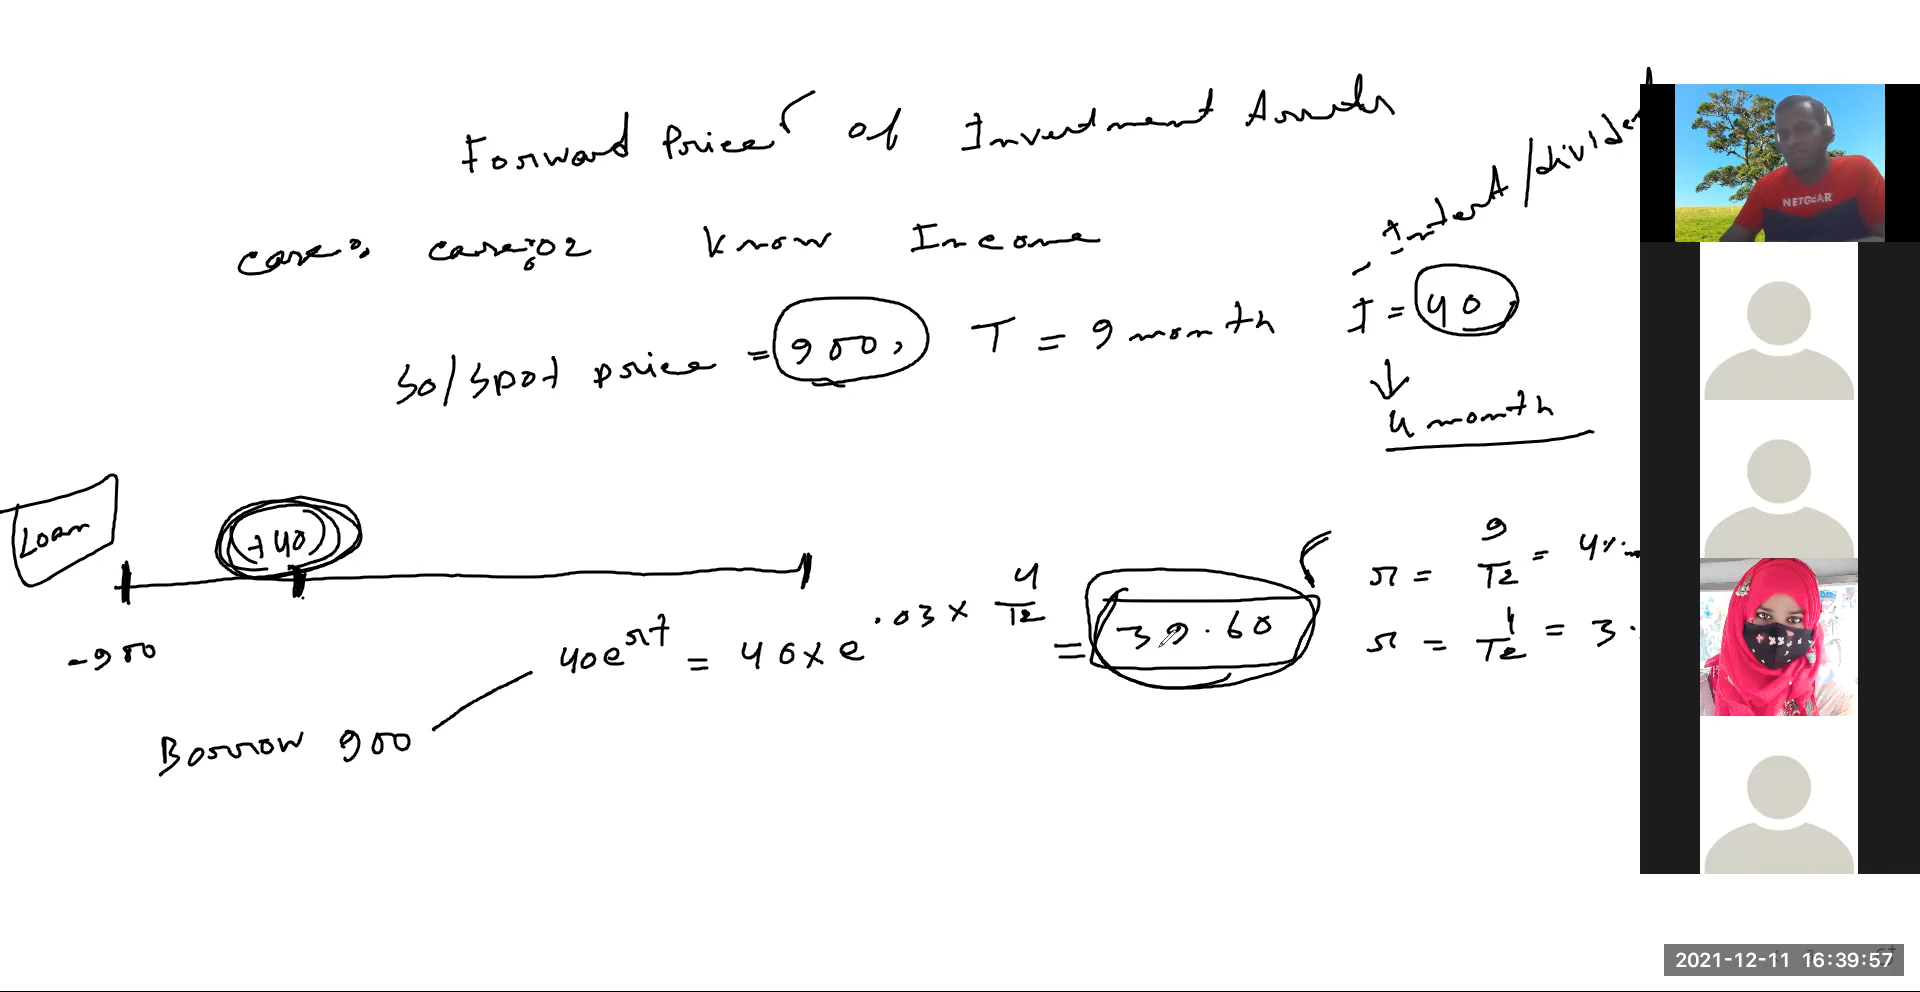 Forward Price of Investment Assets
Interest / divide
case: case: 02 Know Income
So/Spot price = 900, T = 9 month I = 40
4 month
Loan
+40
r = 9/12 = 4%
-900
40e^rt = 40 x e^.03 x 4/12 = 39.60
r = 4/12 = 3.
Borrow 900
NETGEAR
2021-12-11 16:39:57